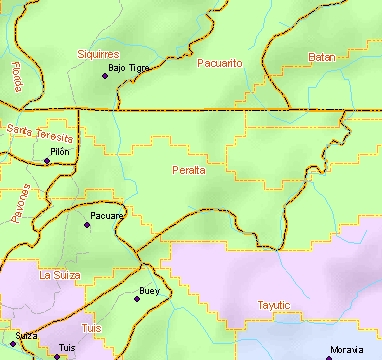 Siquirres
Batan
Pacuarito
Bajo Tigre
Florida
Santa Teresita
Pilón
Peralta
Pavones
Pacuare
La Suiza
Buey
Tayutic
Tuis
Suiza
Tuis
Moravia